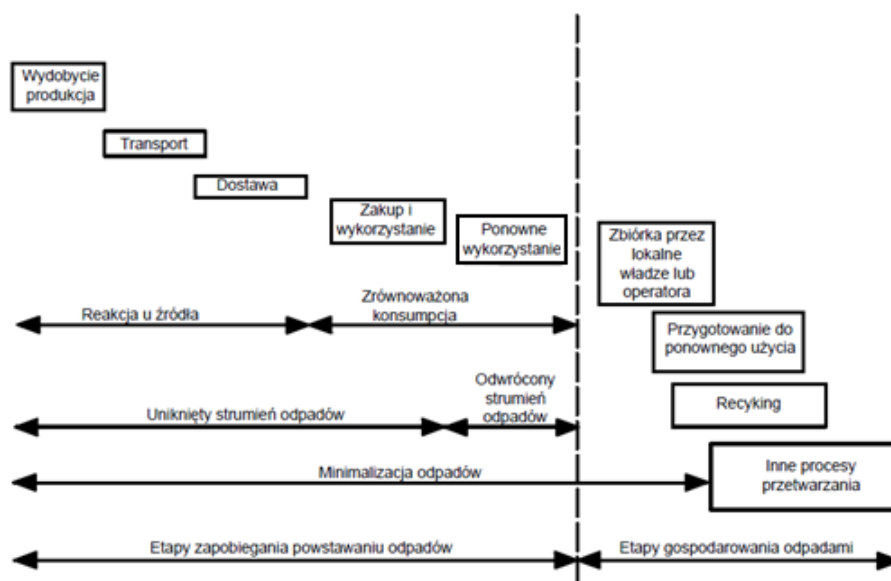 Wydobycie
produkcja
Transport
Dostawa
Zakup i
wykorzystanie
Ponowne
wykorzystanie
Zbiórka przez
lokalne
władze lub
operatora
Reakcja u źródła
Zrównoważona
konsumpcja
Przygotowanie do
ponownego użycia
Odwrócony
strumień
odpadów
Uniknięty strumień odpadów
Recyking
Minimalizacja odpadów
Inne procesy
przetwarzania
Etapy zapobiegania powstawaniu odpadów
Etapy gospodarowania odpadami